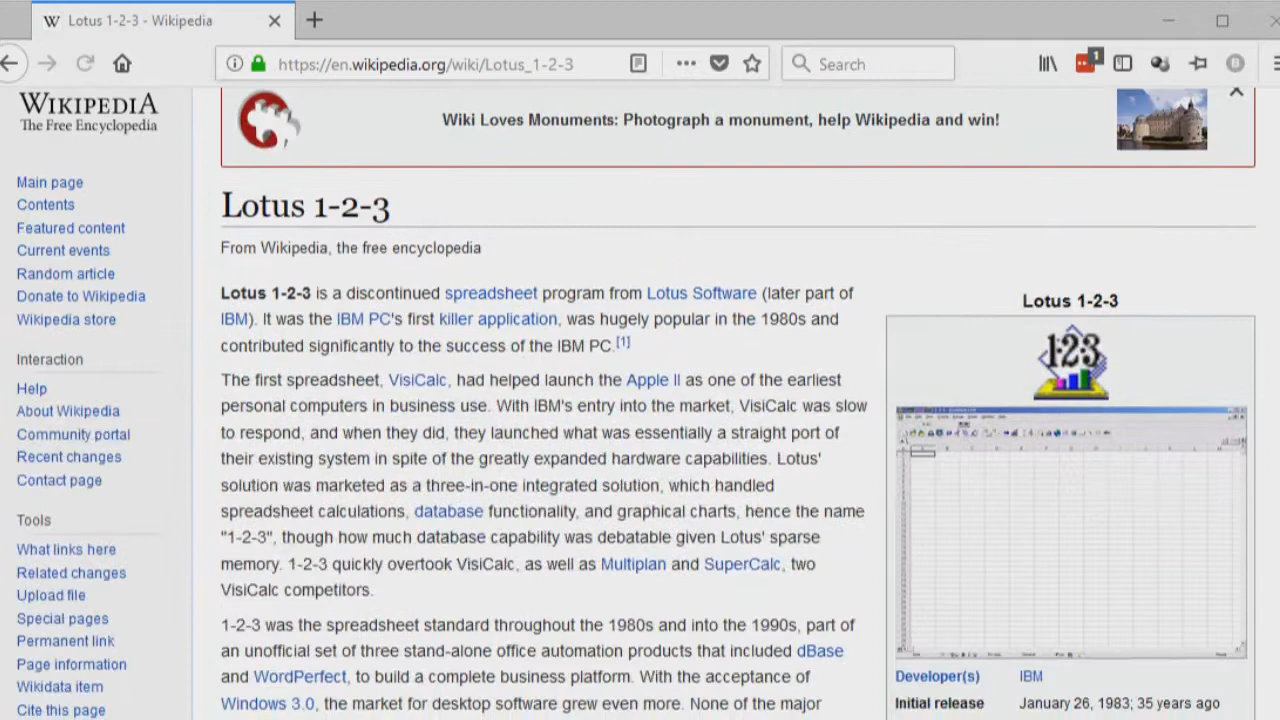 Lotus 1-2-3 - Wikipedia
https://en.wikipedia.org/wiki/Lotus_1-2-3
Search
1
WIKIPEDIA
The Free Encyclopedia
Wiki Loves Monuments: Photograph a monument, help Wikipedia and win!
Main page
Contents
Featured content
Current events
Random article
Donate to Wikipedia
Wikipedia store
Interaction
Help
About Wikipedia
Community portal
Recent changes
Contact page
Tools
What links here
Related changes
Upload file
Special pages
Permanent link
Page information
Wikidata item
Cite this page
Lotus 1-2-3
From Wikipedia, the free encyclopedia
Lotus 1-2-3 is a discontinued spreadsheet program from Lotus Software (later part of
IBM). It was the IBM PC's first killer application, was hugely popular in the 1980s and
contributed significantly to the success of the IBM PC.[1]
The first spreadsheet, VisiCalc, had helped launch the Apple II as one of the earliest
personal computers in business use. With IBM's entry into the market, VisiCalc was slow
to respond, and when they did, they launched what was essentially a straight port of
their existing system in spite of the greatly expanded hardware capabilities. Lotus'
solution was marketed as a three-in-one integrated solution, which handled
spreadsheet calculations, database functionality, and graphical charts, hence the name
"1-2-3", though how much database capability was debatable given Lotus' sparse
memory. 1-2-3 quickly overtook VisiCalc, as well as Multiplan and SuperCalc, two
VisiCalc competitors.
1-2-3 was the spreadsheet standard throughout the 1980s and into the 1990s, part of
an unofficial set of three stand-alone office automation products that included dBase
and WordPerfect, to build a complete business platform. With the acceptance of
Windows 3.0, the market for desktop software grew even more. None of the major
Lotus 1-2-3
1-2-3
Developer(s) IBM
Initial release January 26, 1983; 35 years ago